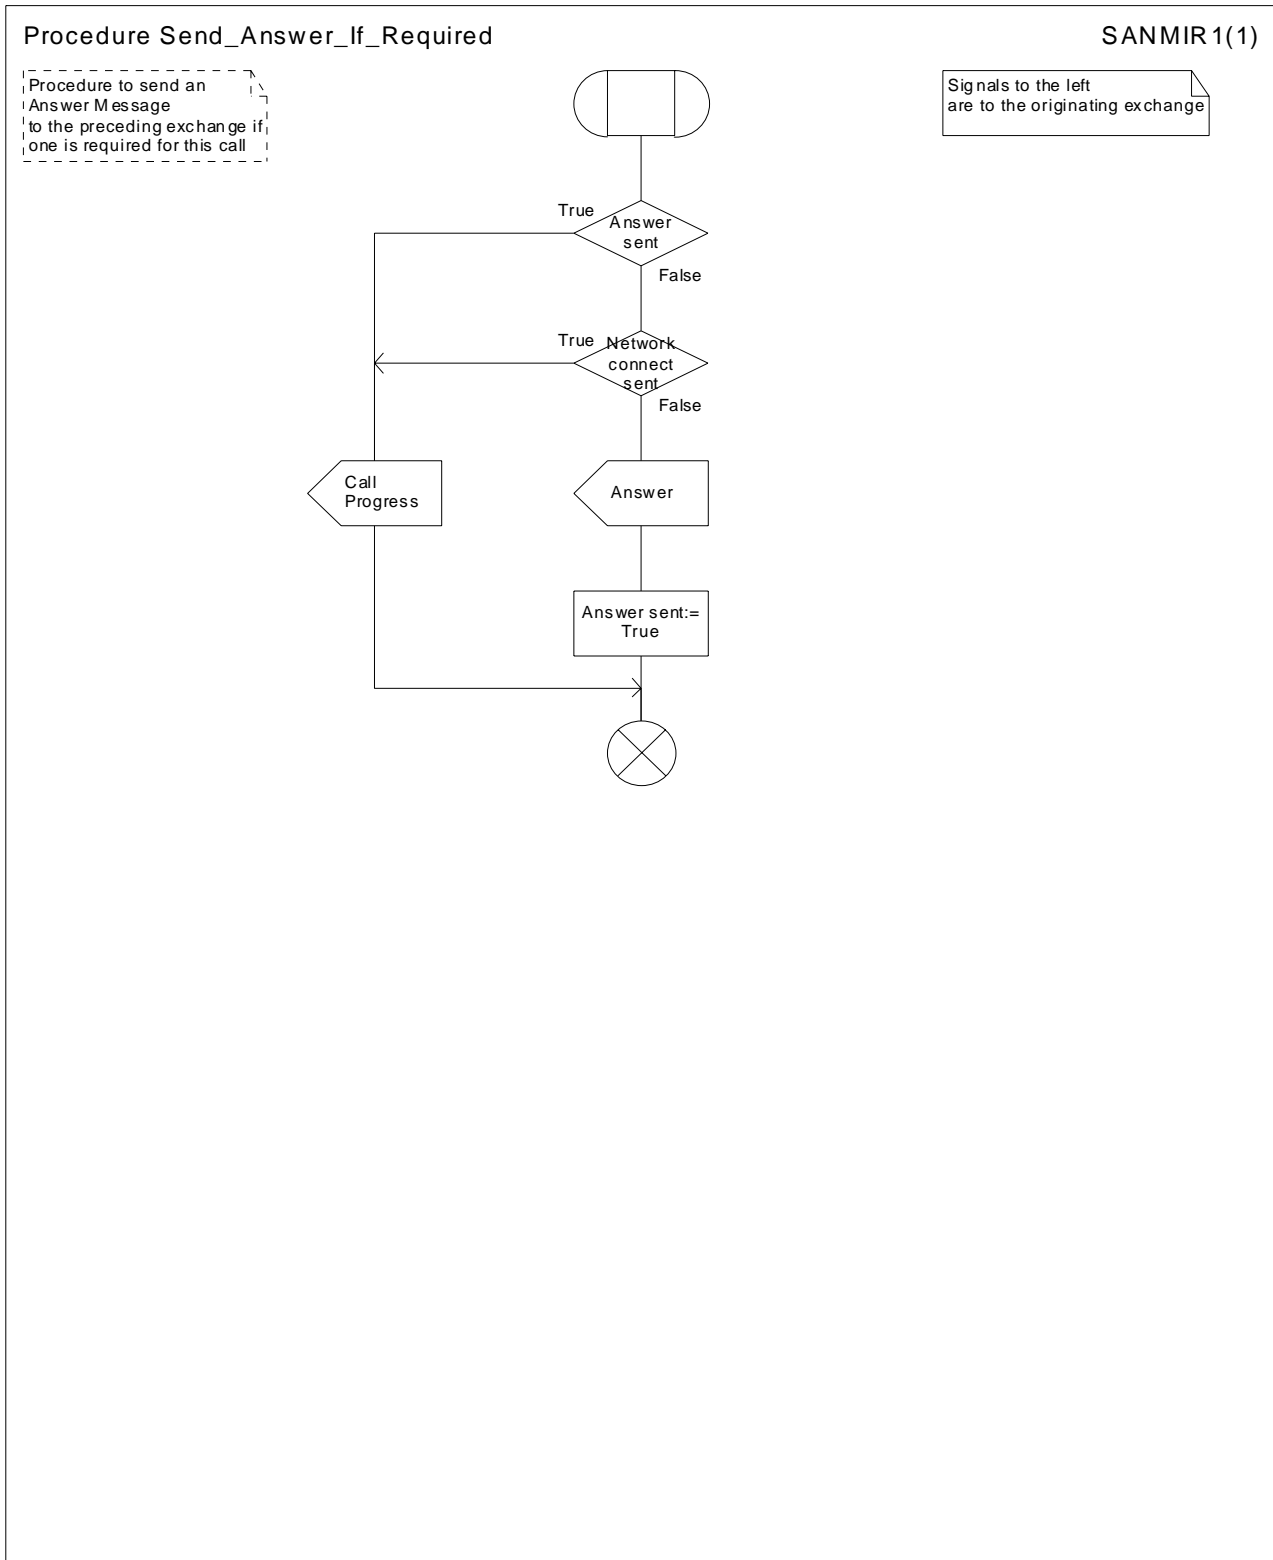 Procedure Send_Answer_If_Required
SANMIR1(1)
Procedure to send an
Answer Message
to the preceding exchange if
one is required for this call
Signals to the left
are to the originating exchange
True
Answer
sent
False
True
Network
connect
sent
False
Call
Progress
Answer
Answer sent:=
True